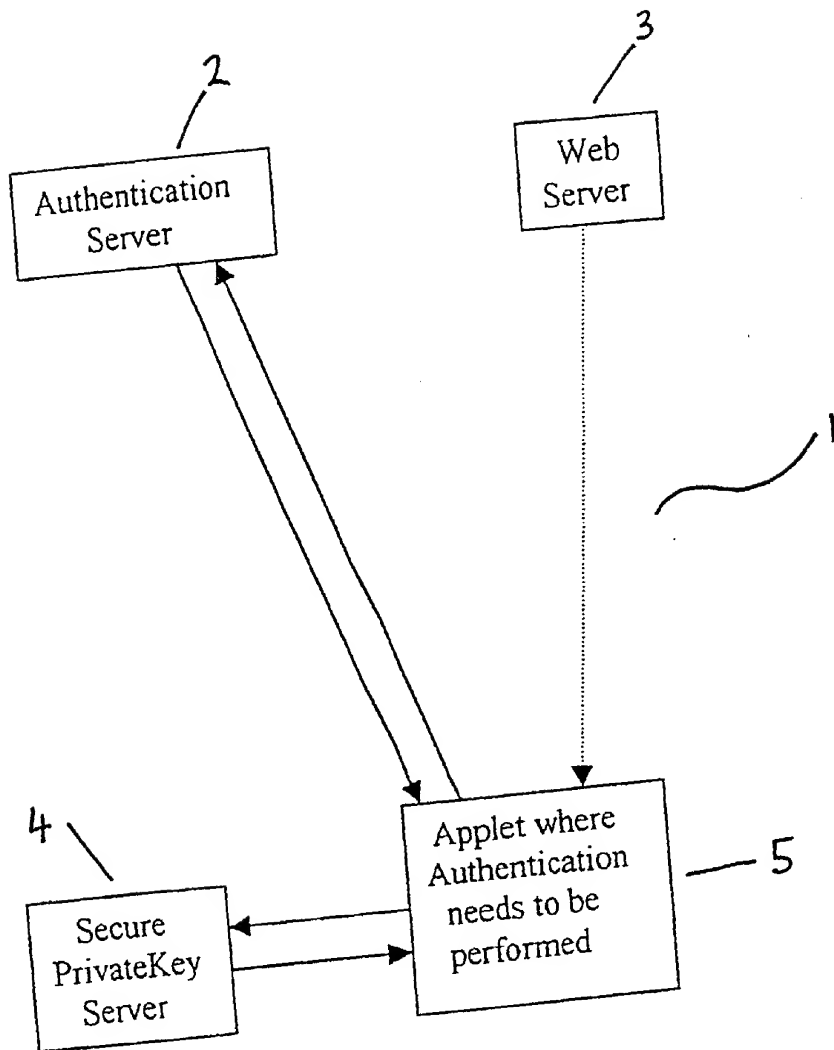 2
3
Authentication
Server
Web
Server
1
4
5
Secure
PrivateKey
Server
Applet where
Authentication
needs to be
performed